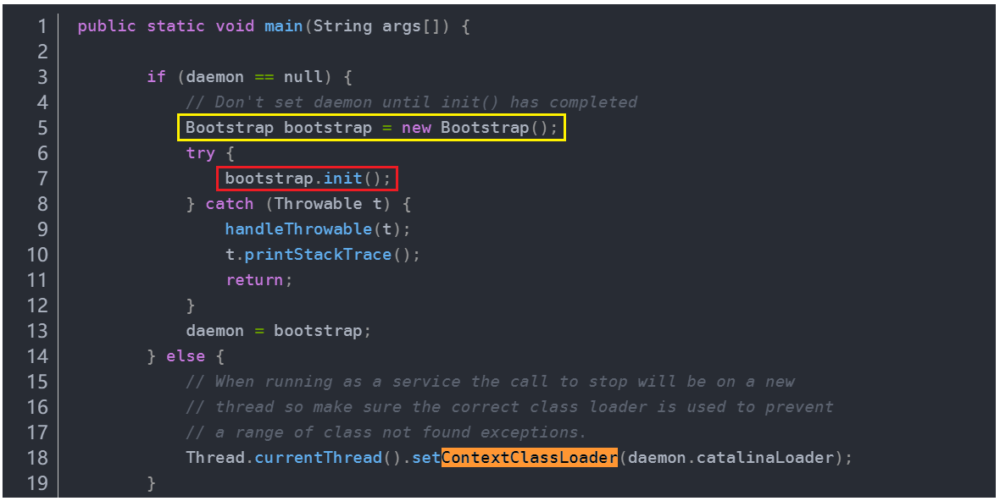 1 public static void main(String args[]) {
2
3 if (daemon == null) {
4 // Don't set daemon until init() has completed
5 Bootstrap bootstrap = new Bootstrap();
6 try {
7 bootstrap.init();
8 } catch (Throwable t) {
9 handleThrowable(t);
10 t.printStackTrace();
11 return;
12 }
13 daemon = bootstrap;
14 } else {
15 // When running as a service the call to stop will be on a new
16 // thread so make sure the correct class loader is used to prevent
17 // a range of class not found exceptions.
18 Thread.currentThread().setContextClassLoader(daemon.catalinaLoader);
19 }